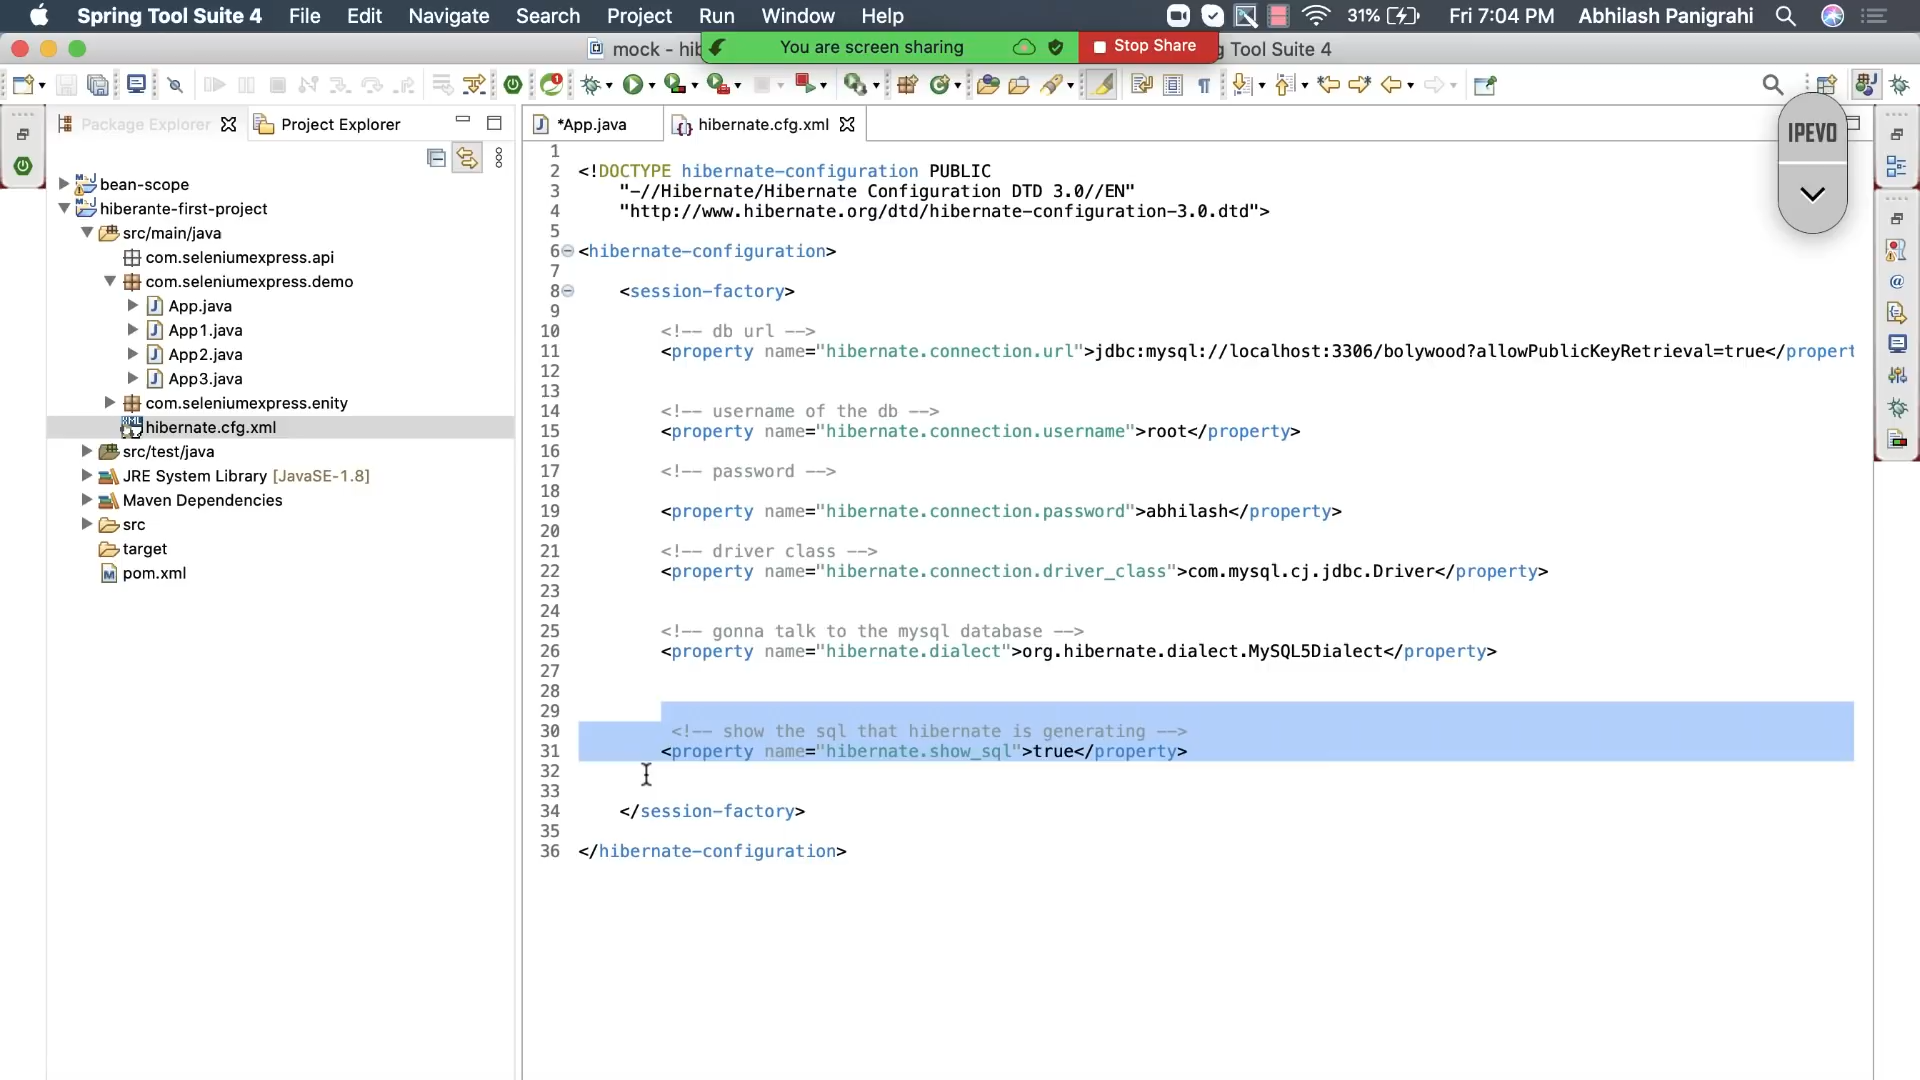 Spring Tool Suite 4 File Edit Navigate Search Project Run Window Help 31% Fri 7:04 PM Abhilash Panigrahi
mock - hib You are screen sharing Stop Share g Tool Suite 4
IPEVO
Package Explorer Project Explorer
bean-scope
hiberante-first-project
src/main/java
com.seleniumexpress.api
com.seleniumexpress.demo
App.java
App1.java
App2.java
App3.java
com.seleniumexpress.enity
hibernate.cfg.xml
src/test/java
JRE System Library [JavaSE-1.8]
Maven Dependencies
src
target
pom.xml
*App.java hibernate.cfg.xml
1
2 <!DOCTYPE hibernate-configuration PUBLIC
3 "-//Hibernate/Hibernate Configuration DTD 3.0//EN"
4 "http://www.hibernate.org/dtd/hibernate-configuration-3.0.dtd">
5
6 <hibernate-configuration>
7
8 <session-factory>
9
10 <!-- db url -->
11 <property name="hibernate.connection.url">jdbc:mysql://localhost:3306/bolywood?allowPublicKeyRetrieval=true</propert
12
13
14 <!-- username of the db -->
15 <property name="hibernate.connection.username">root</property>
16
17 <!-- password -->
18
19 <property name="hibernate.connection.password">abhilash</property>
20
21 <!-- driver class -->
22 <property name="hibernate.connection.driver_class">com.mysql.cj.jdbc.Driver</property>
23
24
25 <!-- gonna talk to the mysql database -->
26 <property name="hibernate.dialect">org.hibernate.dialect.MySQL5Dialect</property>
27
28
29
30 <!-- show the sql that hibernate is generating -->
31 <property name="hibernate.show_sql">true</property>
32
33
34 </session-factory>
35
36 </hibernate-configuration>